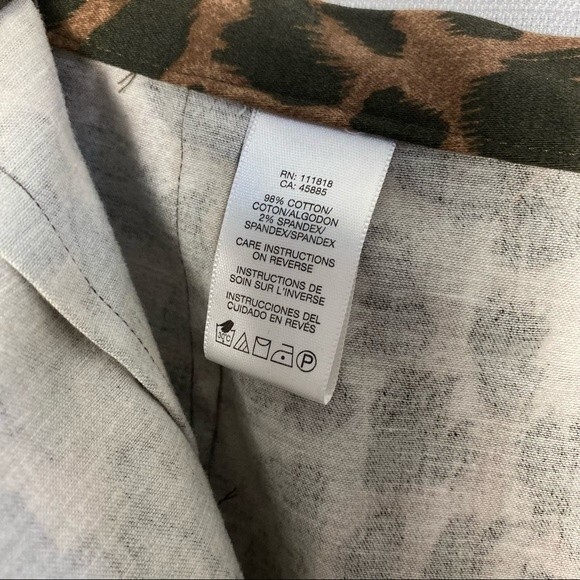 RN: 111818
CA: 45885
98% COTTON/
COTON/ALGODON
2% SPANDEX/
SPANDEX/SPANDEX
CARE INSTRUCTIONS
ON REVERSE
INSTRUCTIONS DE
SOIN SUR L'INVERSE
INSTRUCCIONES DEL
CUIDADO EN REVÉS
30°C P